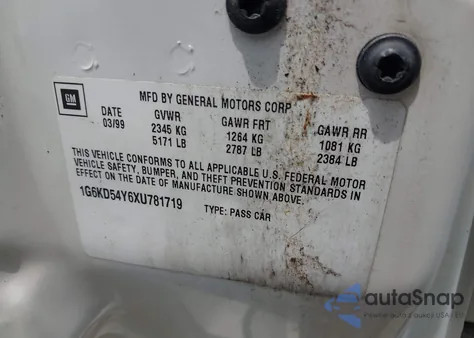 GM
MFD BY GENERAL MOTORS CORP
DATE GVWR GAWR FRT GAWR RR
03/99 2345 KG 1264 KG 1081 KG
5171 LB 2787 LB 2384 LB
THIS VEHICLE CONFORMS TO ALL APPLICABLE U.S. FEDERAL MOTOR
VEHICLE SAFETY, BUMPER, AND THEFT PREVENTION STANDARDS IN
EFFECT ON THE DATE OF MANUFACTURE SHOWN ABOVE.
1G6KD54Y6XU781719 TYPE: PASS CAR
autoSnap